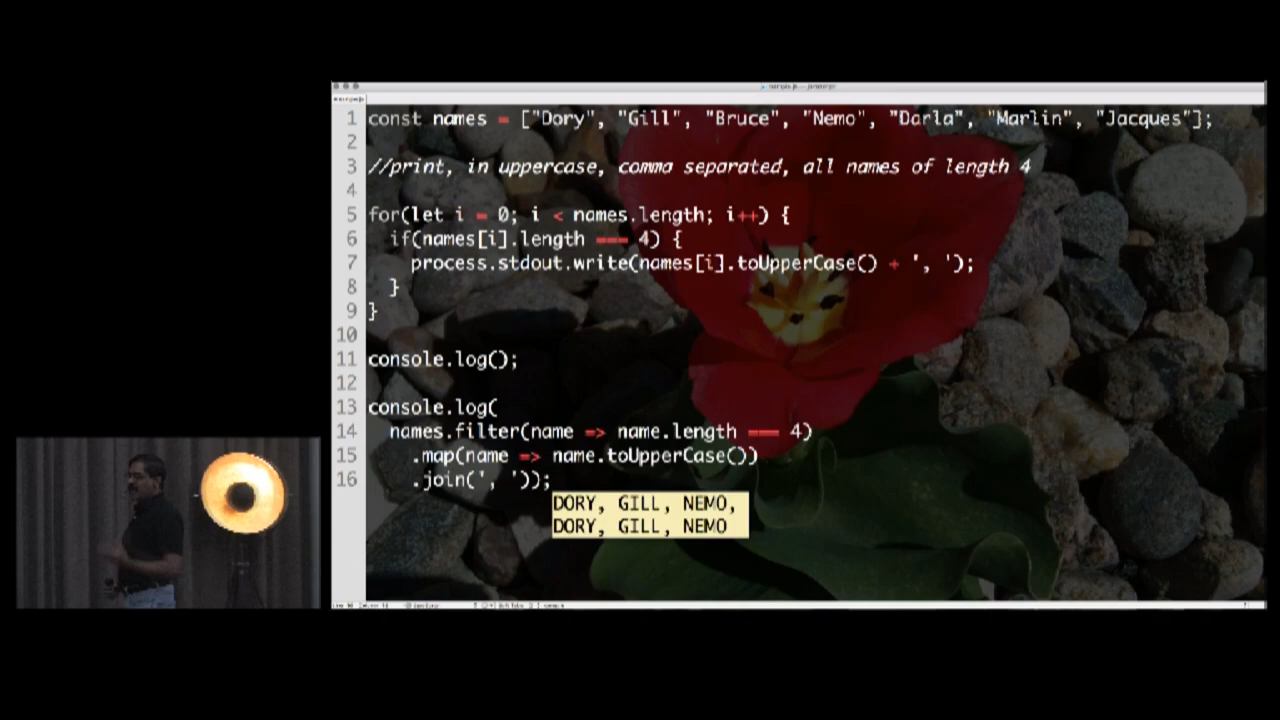 1 const names = ["Dory", "Gill", "Bruce", "Nemo", "Darla", "Marlin", "Jacques"];
2
3 //print, in uppercase, comma separated, all names of length 4
4
5 for(let i = 0; i < names.length; i++) {
6 if(names[i].length === 4) {
7 process.stdout.write(names[i].toUpperCase() + ', ');
8 }
9 }
10
11 console.log();
12
13 console.log(
14 names.filter(name => name.length === 4)
15 .map(name => name.toUpperCase())
16 .join(', '));
DORY, GILL, NEMO,
DORY, GILL, NEMO